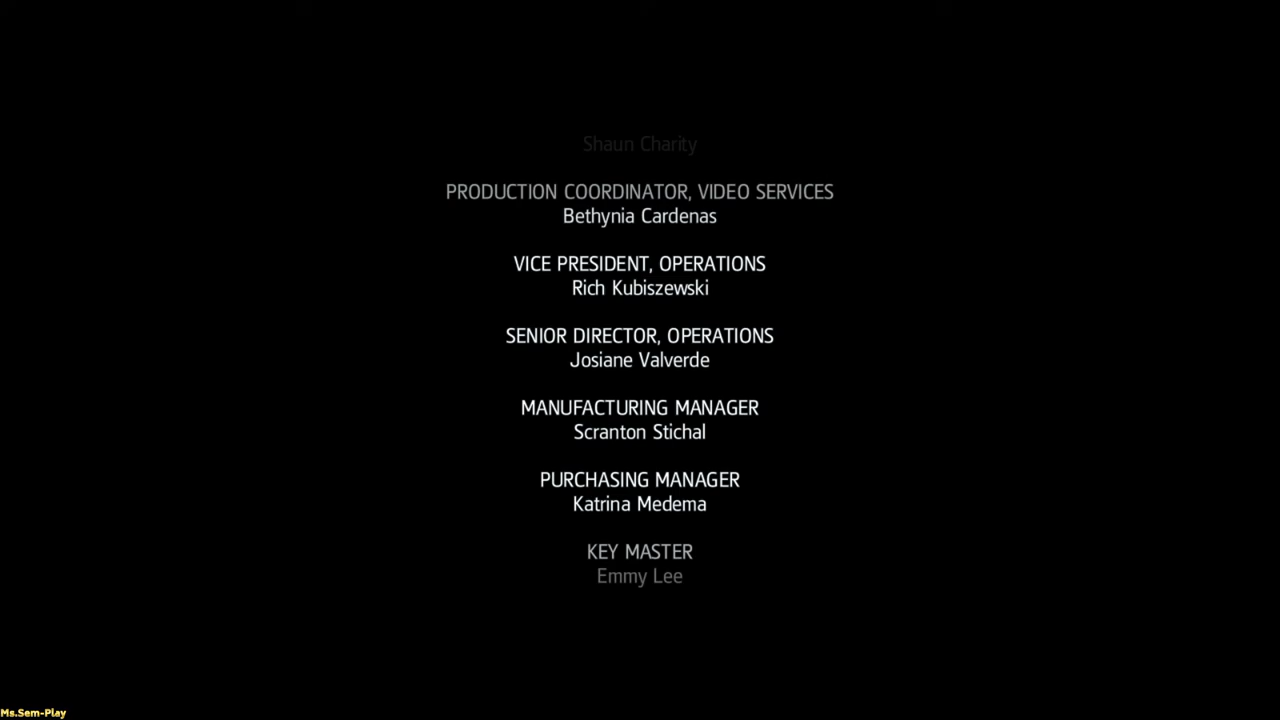 Shaun Charity
PRODUCTION COORDINATOR, VIDEO SERVICES
Bethynia Cardenas
VICE PRESIDENT, OPERATIONS
Rich Kubiszewski
SENIOR DIRECTOR, OPERATIONS
Josiane Valverde
MANUFACTURING MANAGER
Scranton Stichal
PURCHASING MANAGER
Katrina Medema
KEY MASTER
Emmy Lee
Ms.Sem-Play